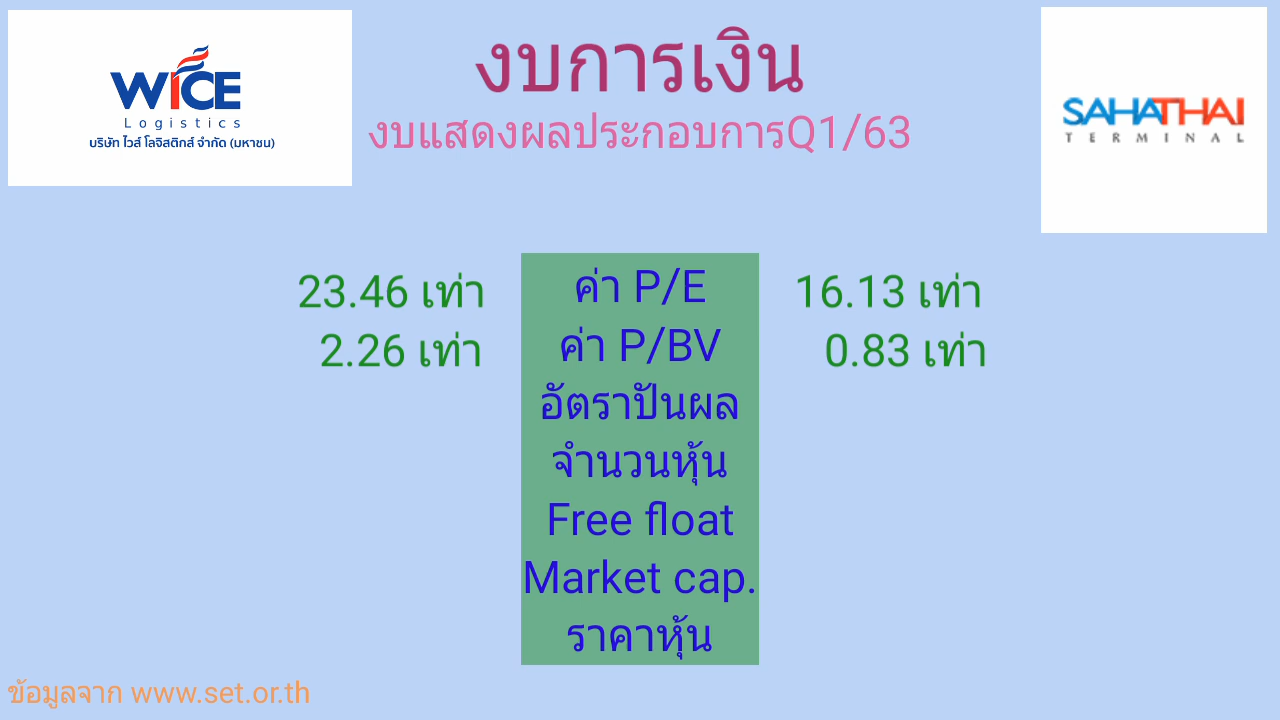 WICE
Logistics
บริษัท ไวส์ โลจิสติกส์ จำกัด (มหาชน)
งบการเงิน
งบแสดงผลประกอบการQ1/63
SAHATHAI
TERMINAL
23.46 เท่า ค่า P/E 16.13 เท่า
2.26 เท่า ค่า P/BV 0.83 เท่า
อัตราปันผล
จำนวนหุ้น
Free float
Market cap.
ราคาหุ้น
ข้อมูลจาก www.set.or.th